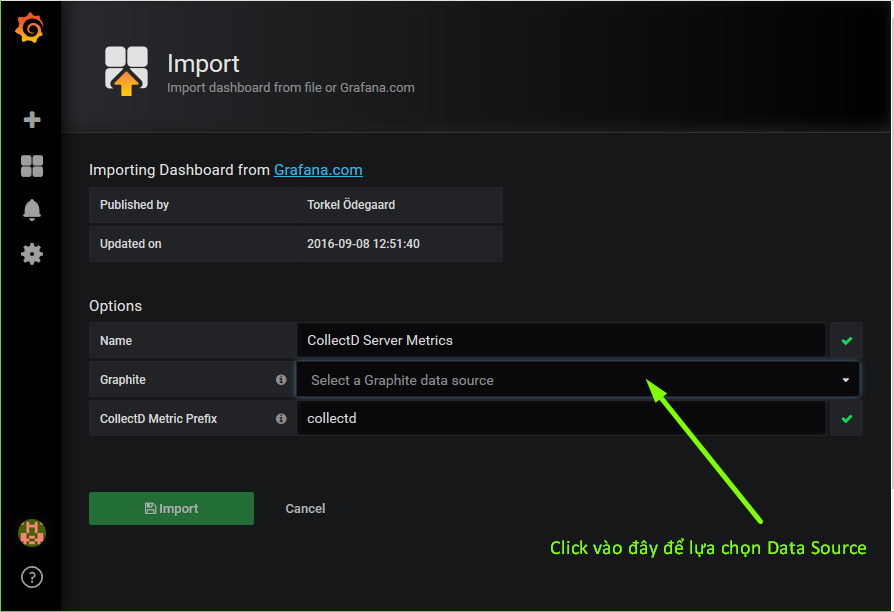 Import
Import dashboard from file or Grafana.com
Importing Dashboard from Grafana.com
Published by Torkel Ödegaard
Updated on 2016-09-08 12:51:40
Options
Name CollectD Server Metrics
Graphite Select a Graphite data source
CollectD Metric Prefix collectd
Import Cancel
Click vào đây để lựa chọn Data Source